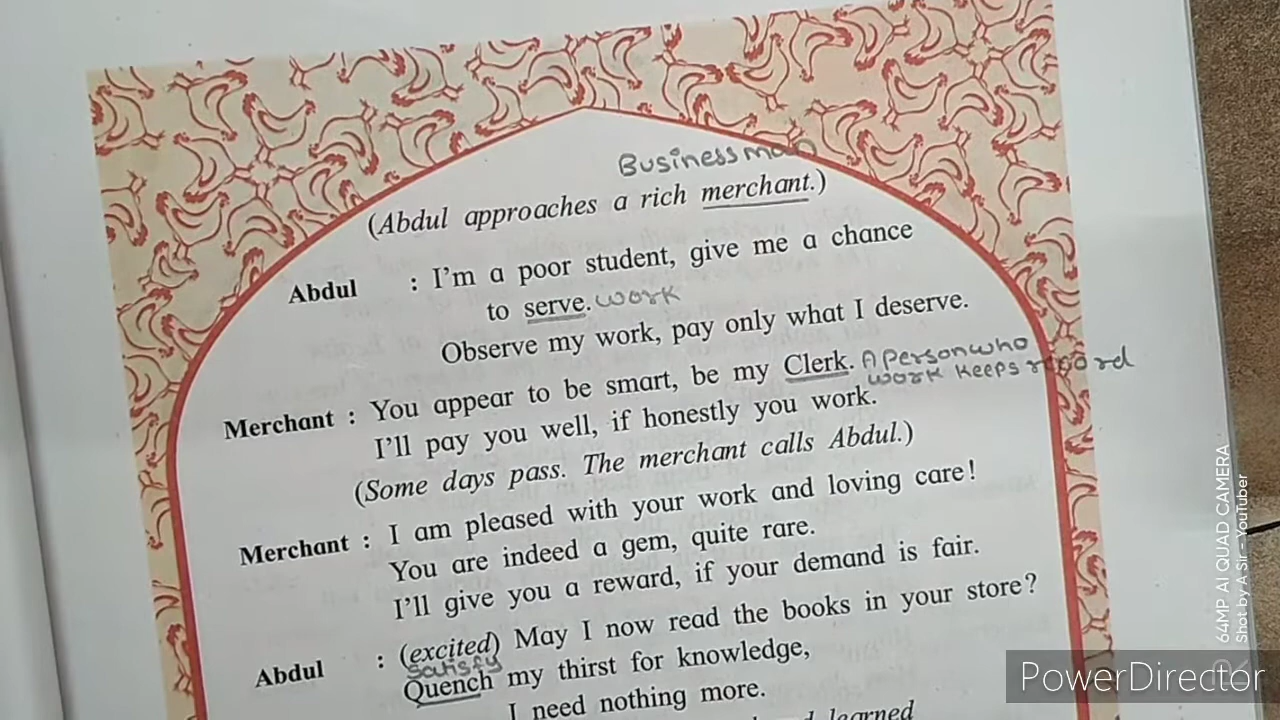 Businessman
(Abdul approaches a rich merchant.)
Abdul : I'm a poor student, give me a chance
to serve. work
Observe my work, pay only what I deserve.
Merchant : You appear to be smart, be my Clerk. A person who
work keeps record
I'll pay you well, if honestly you work.
(Some days pass. The merchant calls Abdul.)
Merchant : I am pleased with your work and loving care!
You are indeed a gem, quite rare.
I'll give you a reward, if your demand is fair.
Abdul : (excited) May I now read the books in your store?
satisfy
Quench my thirst for knowledge,
I need nothing more.
learned
64MP AI QUAD CAMERA
Shot by A Sir - YouTuber
PowerDirector